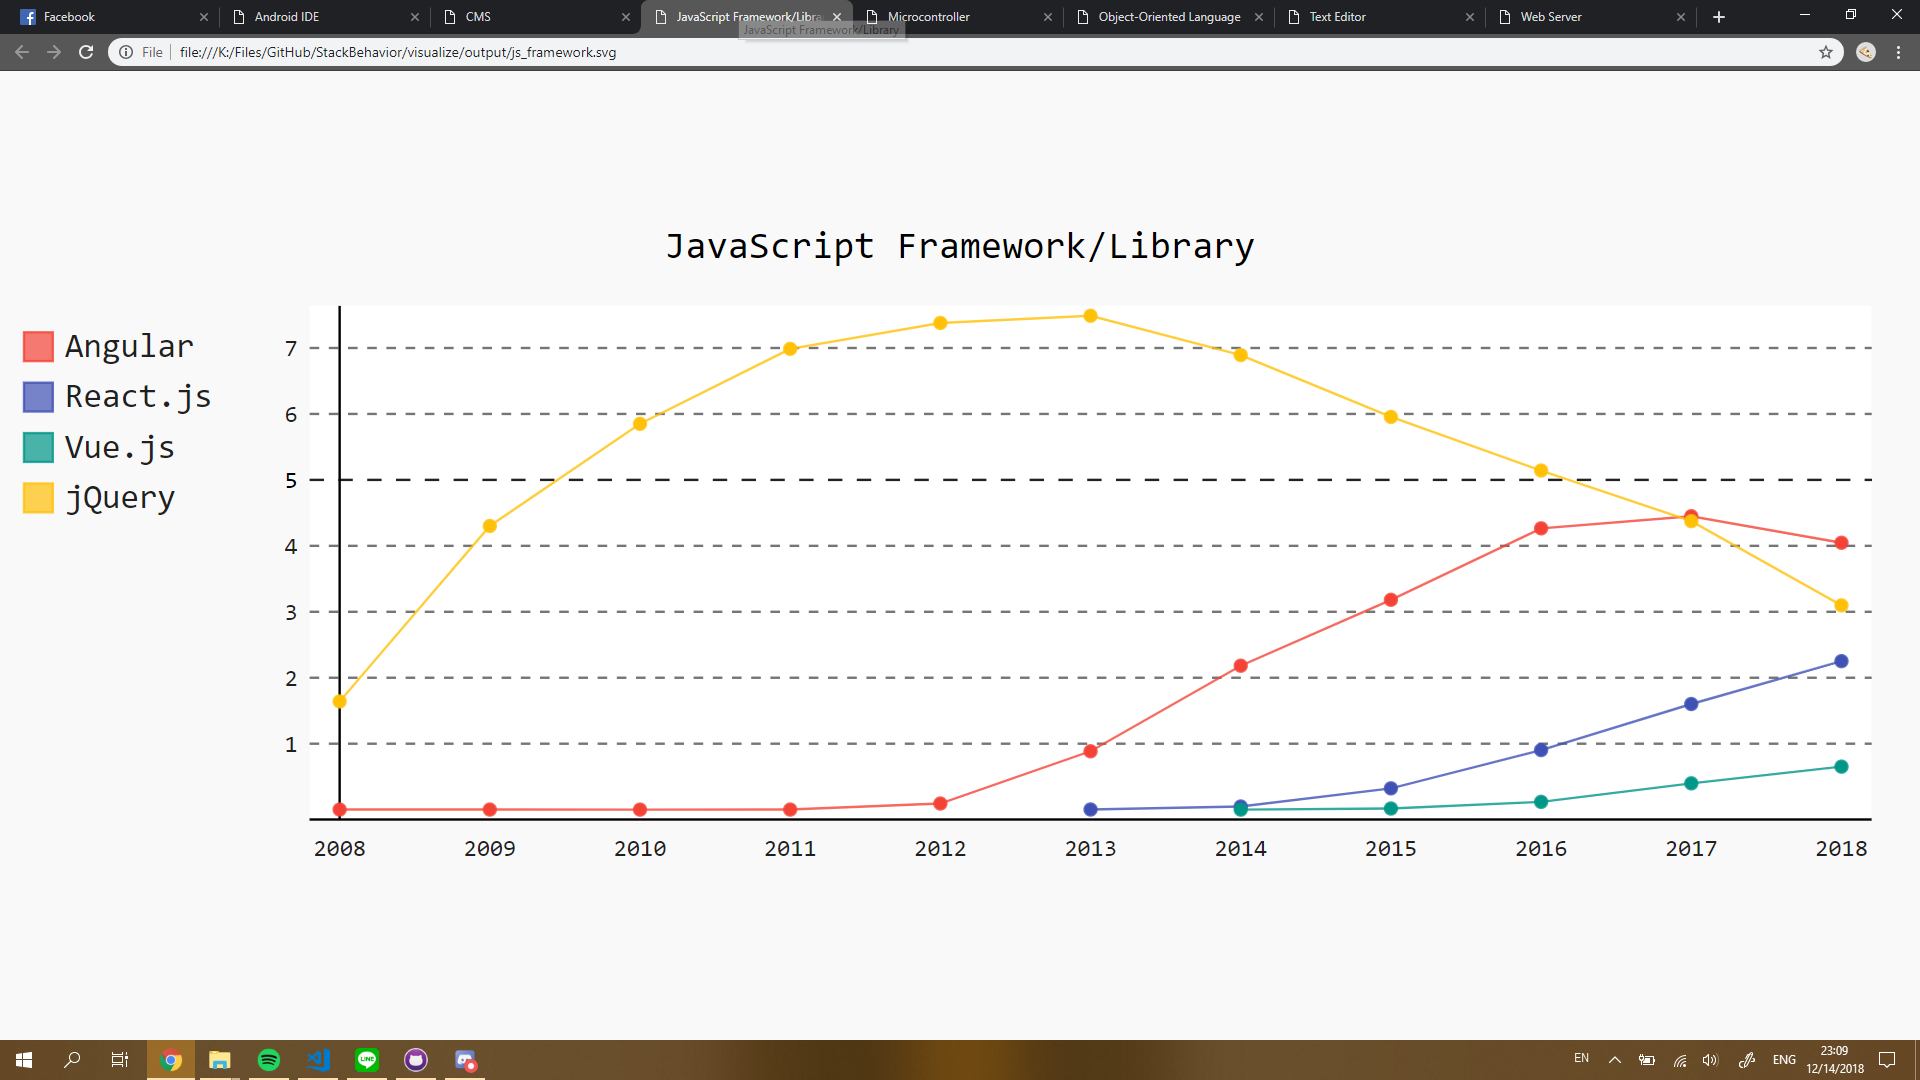 Facebook
Android IDE
CMS
JavaScript Framework/Libra
Microcontroller
Object-Oriented Language
Text Editor
Web Server
JavaScript Framework/Library
File
file:///K:/Files/GitHub/StackBehavior/visualize/output/js_framework.svg
JavaScript Framework/Library
Angular
React.js
Vue.js
jQuery
7
6
5
4
3
2
1
2008 2009 2010 2011 2012 2013 2014 2015 2016 2017 2018
LINE
EN
ENG
23:09
12/14/2018